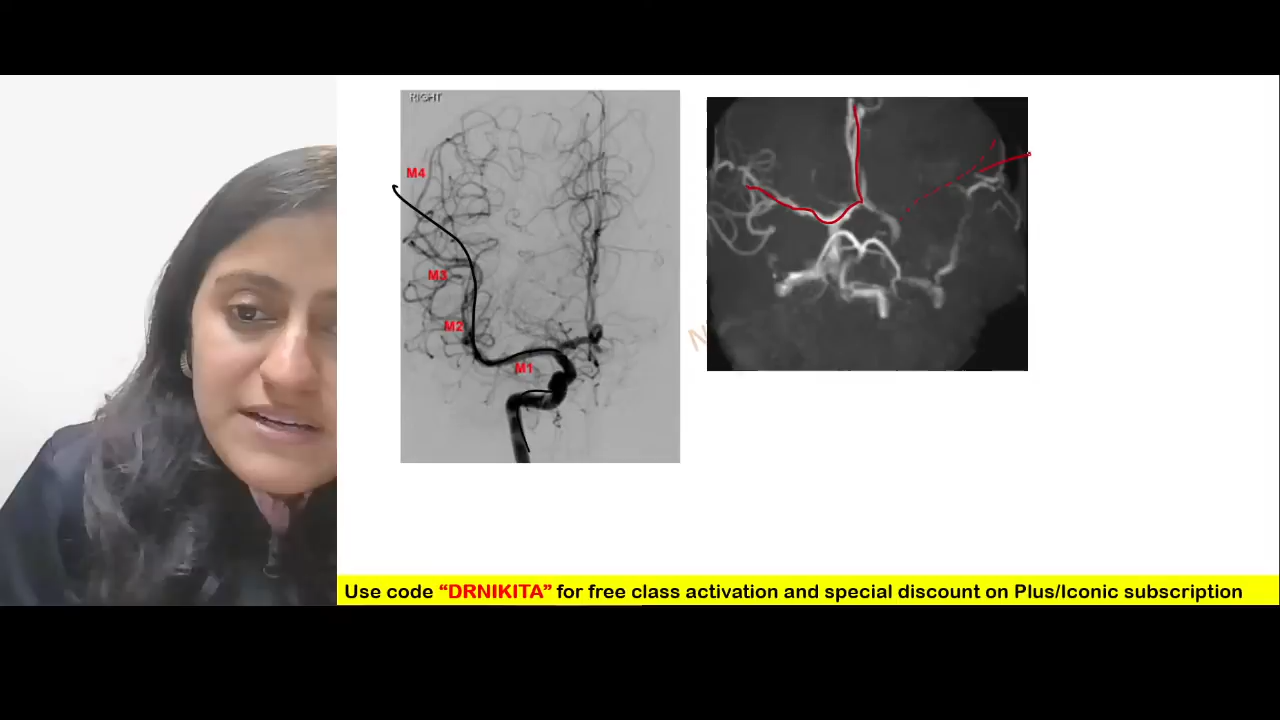 RIGHT
M4
M3
M2
M1
Use code “DRNIKITA” for free class activation and special discount on Plus/Iconic subscription